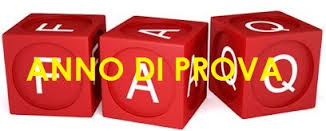 ANNO DI PROVA
F F A A Q Q